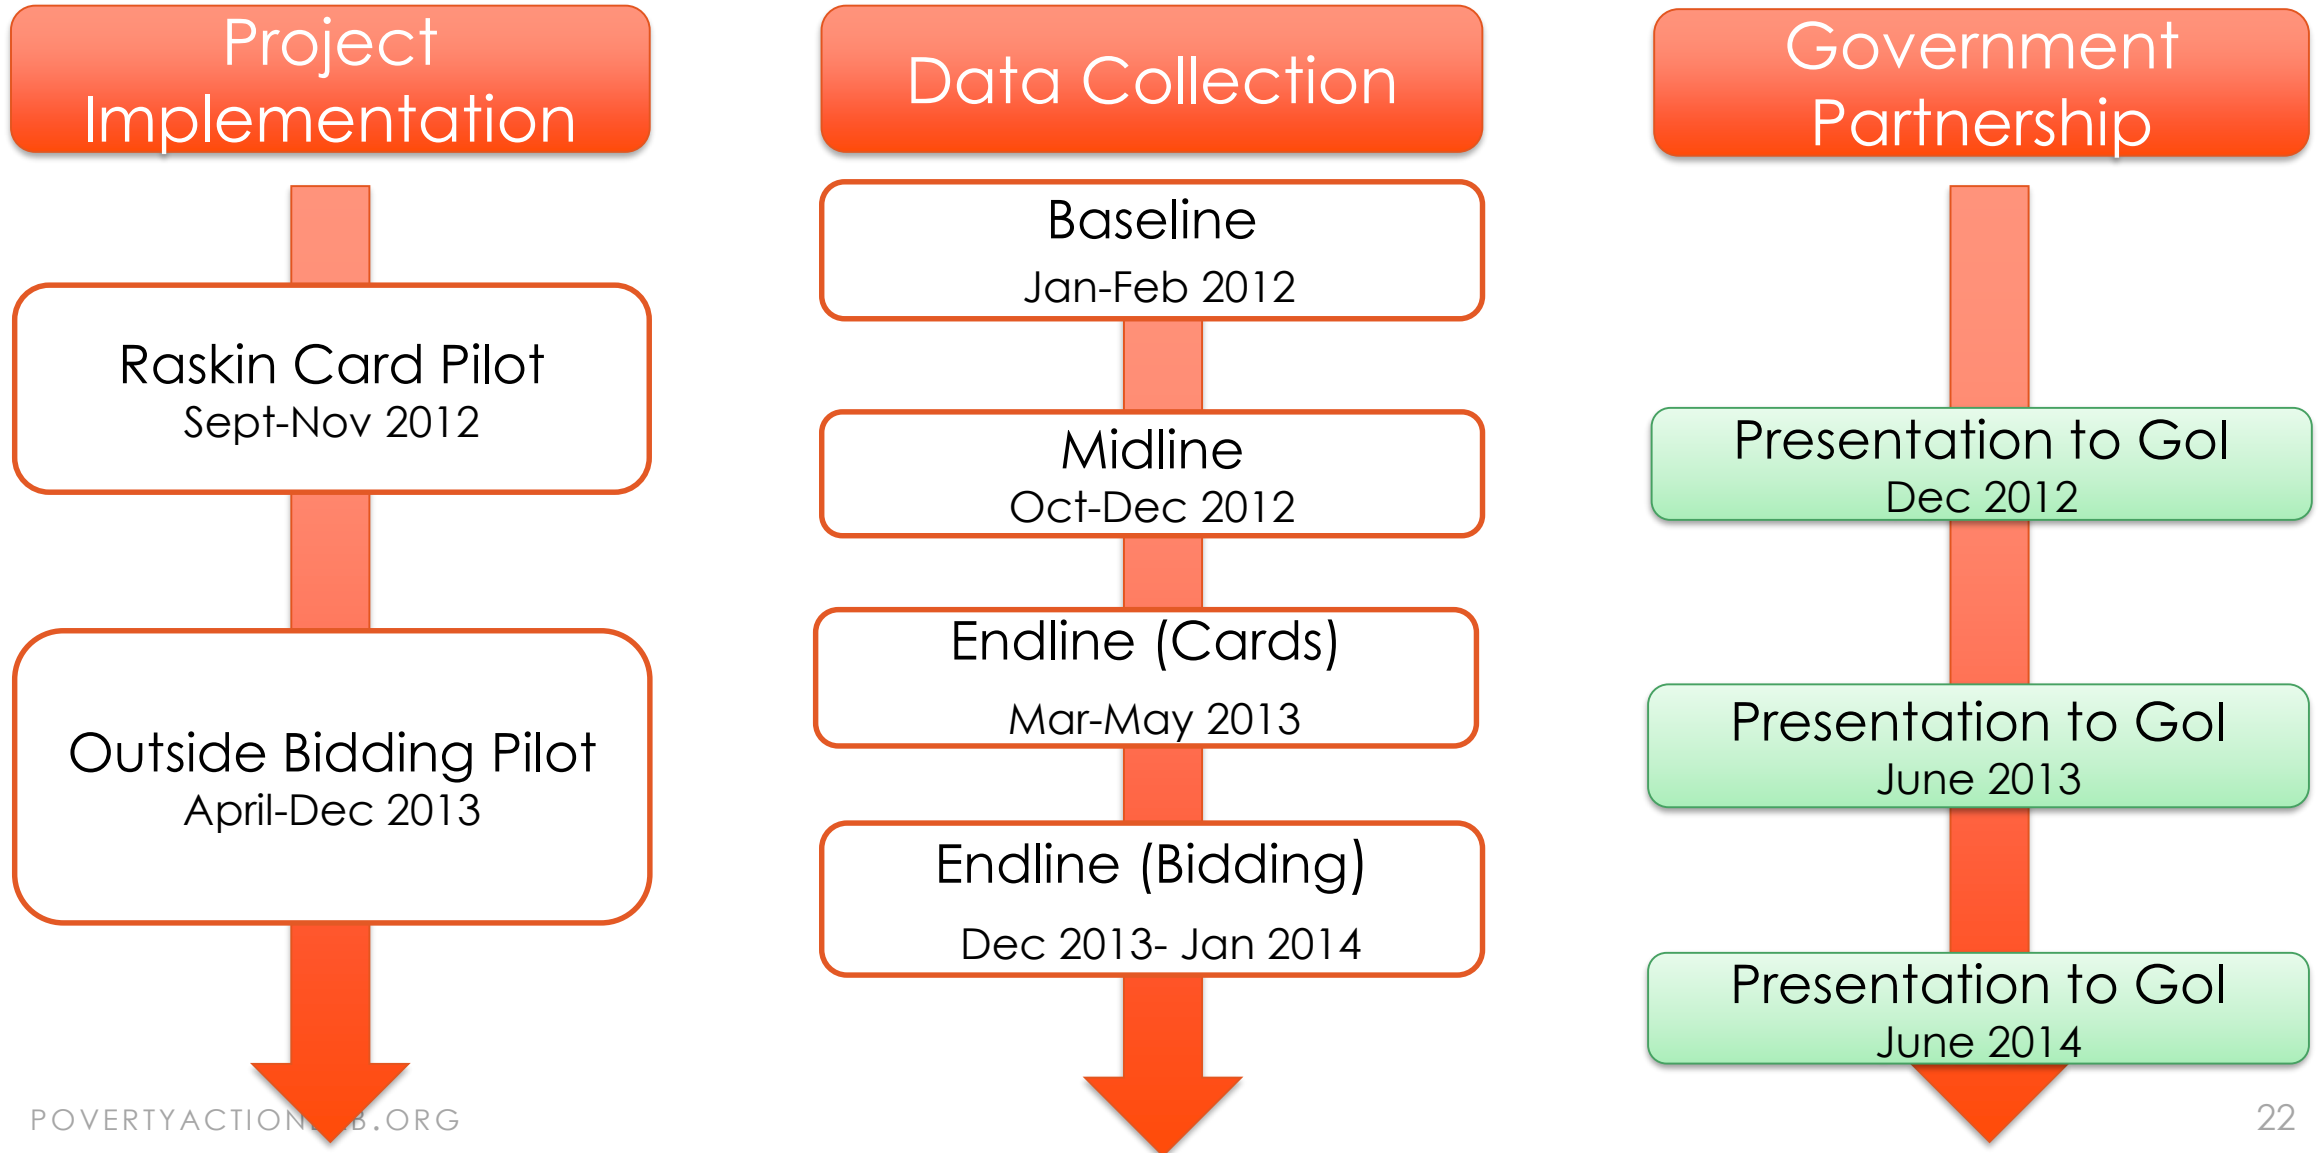 Project
Implementation
Raskin Card Pilot
Sept-Nov 2012
Outside Bidding Pilot
April-Dec 2013
Data Collection
Baseline
Jan-Feb 2012
Midline
Oct-Dec 2012
Endline (Cards)
Mar-May 2013
Endline (Bidding)
Dec 2013- Jan 2014
Government
Partnership
Presentation to GoI
Dec 2012
Presentation to GoI
June 2013
Presentation to GoI
June 2014
22